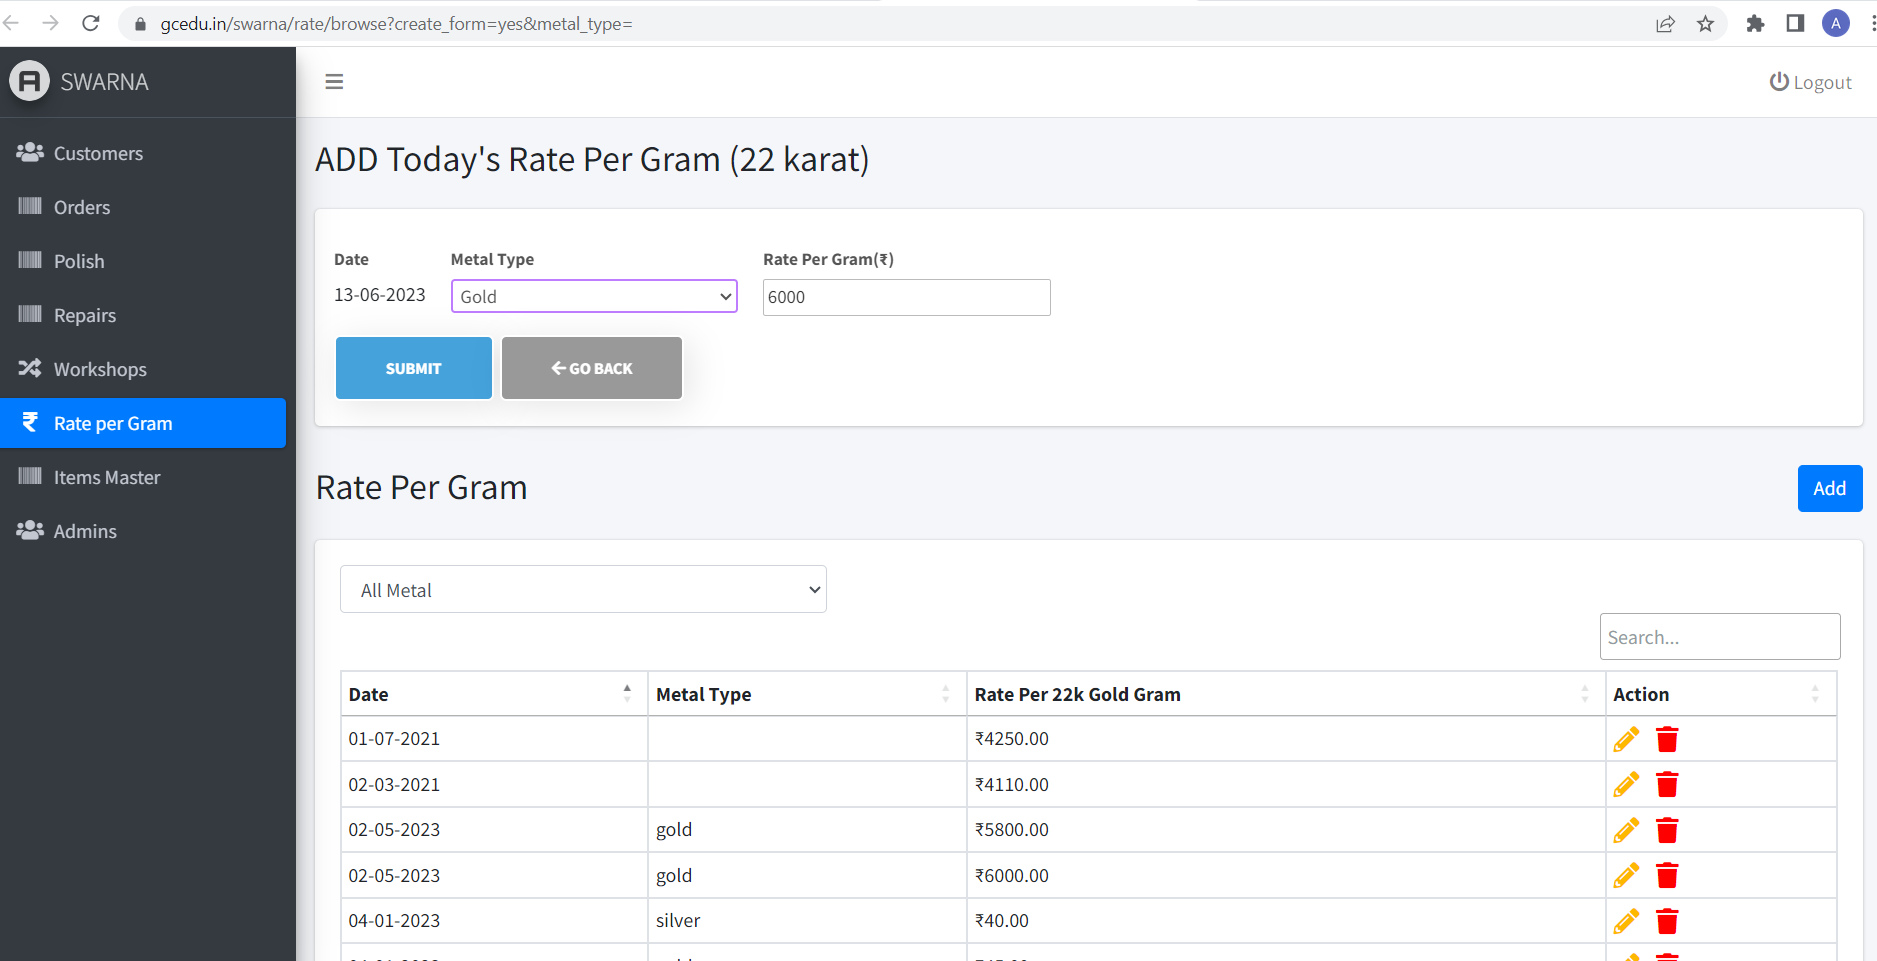 gcedu.in/swarna/rate/browse?create_form=yes&metal_type=
A
SWARNA
Logout
Customers
Orders
Polish
Repairs
Workshops
₹ Rate per Gram
Items Master
Admins
ADD Today's Rate Per Gram (22 karat)
Date Metal Type Rate Per Gram(₹)
13-06-2023 Gold 6000
SUBMIT GO BACK
Rate Per Gram Add
All Metal
Search...
Date Metal Type Rate Per 22k Gold Gram Action
01-07-2021 ₹4250.00
02-03-2021 ₹4110.00
02-05-2023 gold ₹5800.00
02-05-2023 gold ₹6000.00
04-01-2023 silver ₹40.00